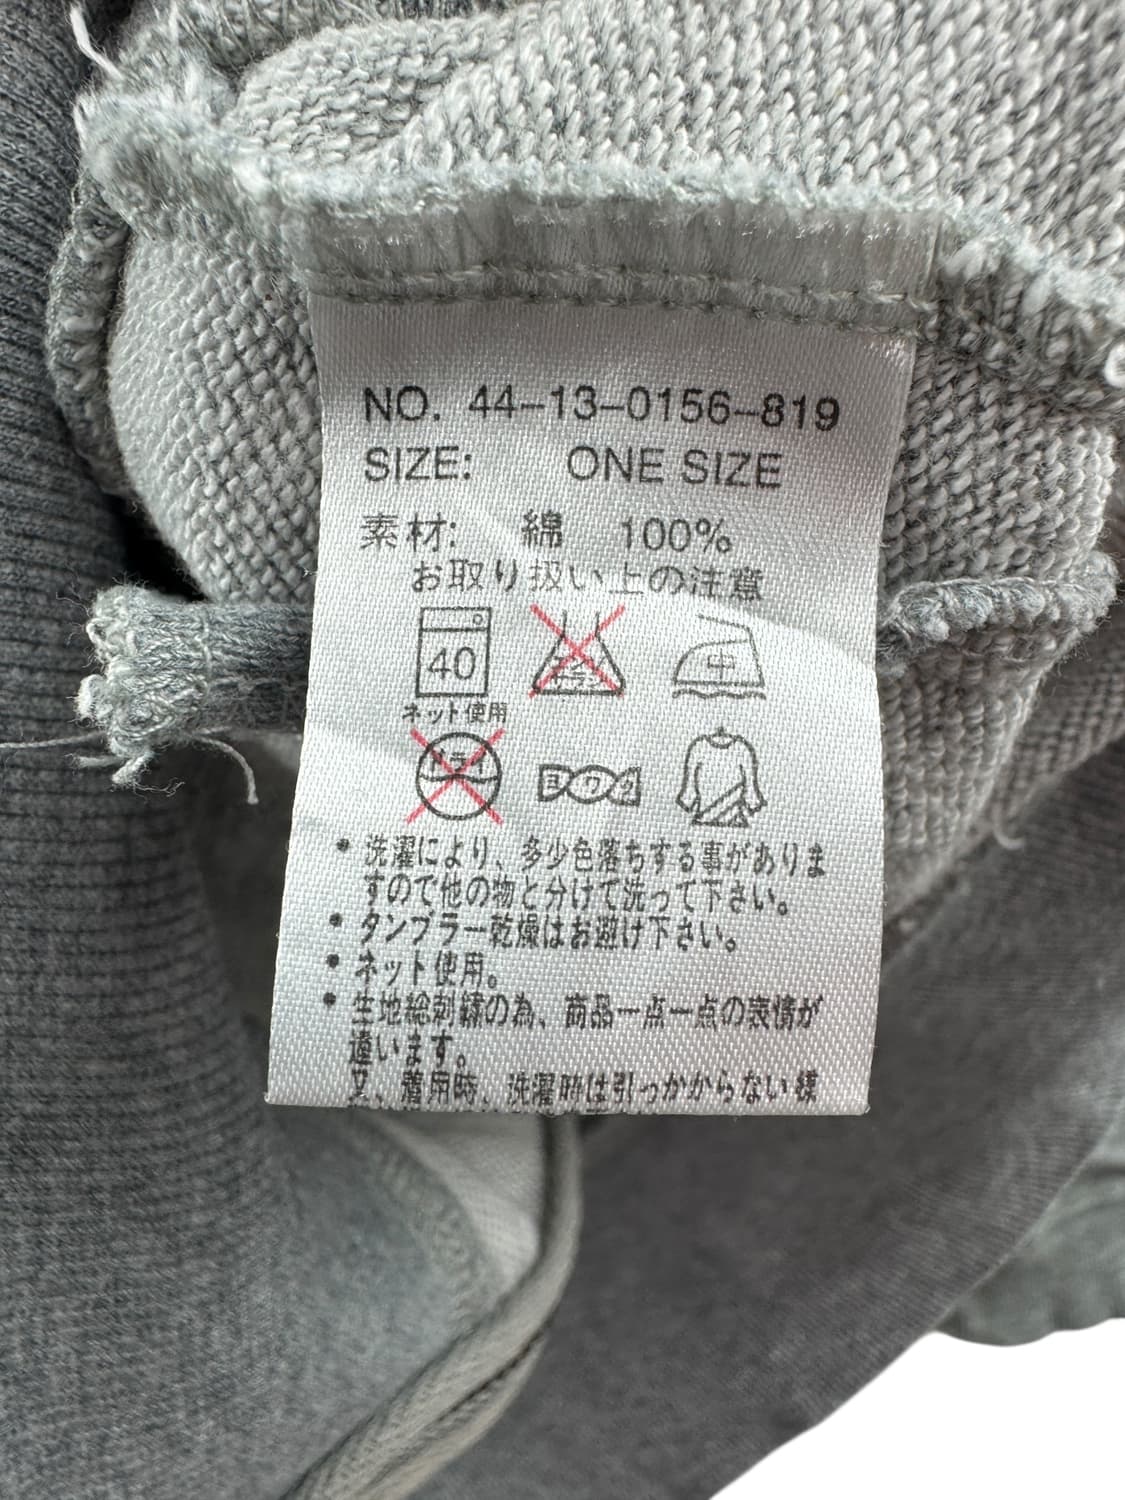 NO. 44-13-0156-819
SIZE: ONE SIZE
素材: 綿 100%
お取り扱い上の注意
40
中
ネット使用
ドライ
ヨワク
・洗濯により、多少色落ちする事がありま
すので他の物と分けて洗って下さい。
・タンブラー乾燥はお避け下さい。
・ネット使用。
・生地総刺繍の為、商品一点一点の表情が
違います。
又、着用時、洗濯時は引っかからない様